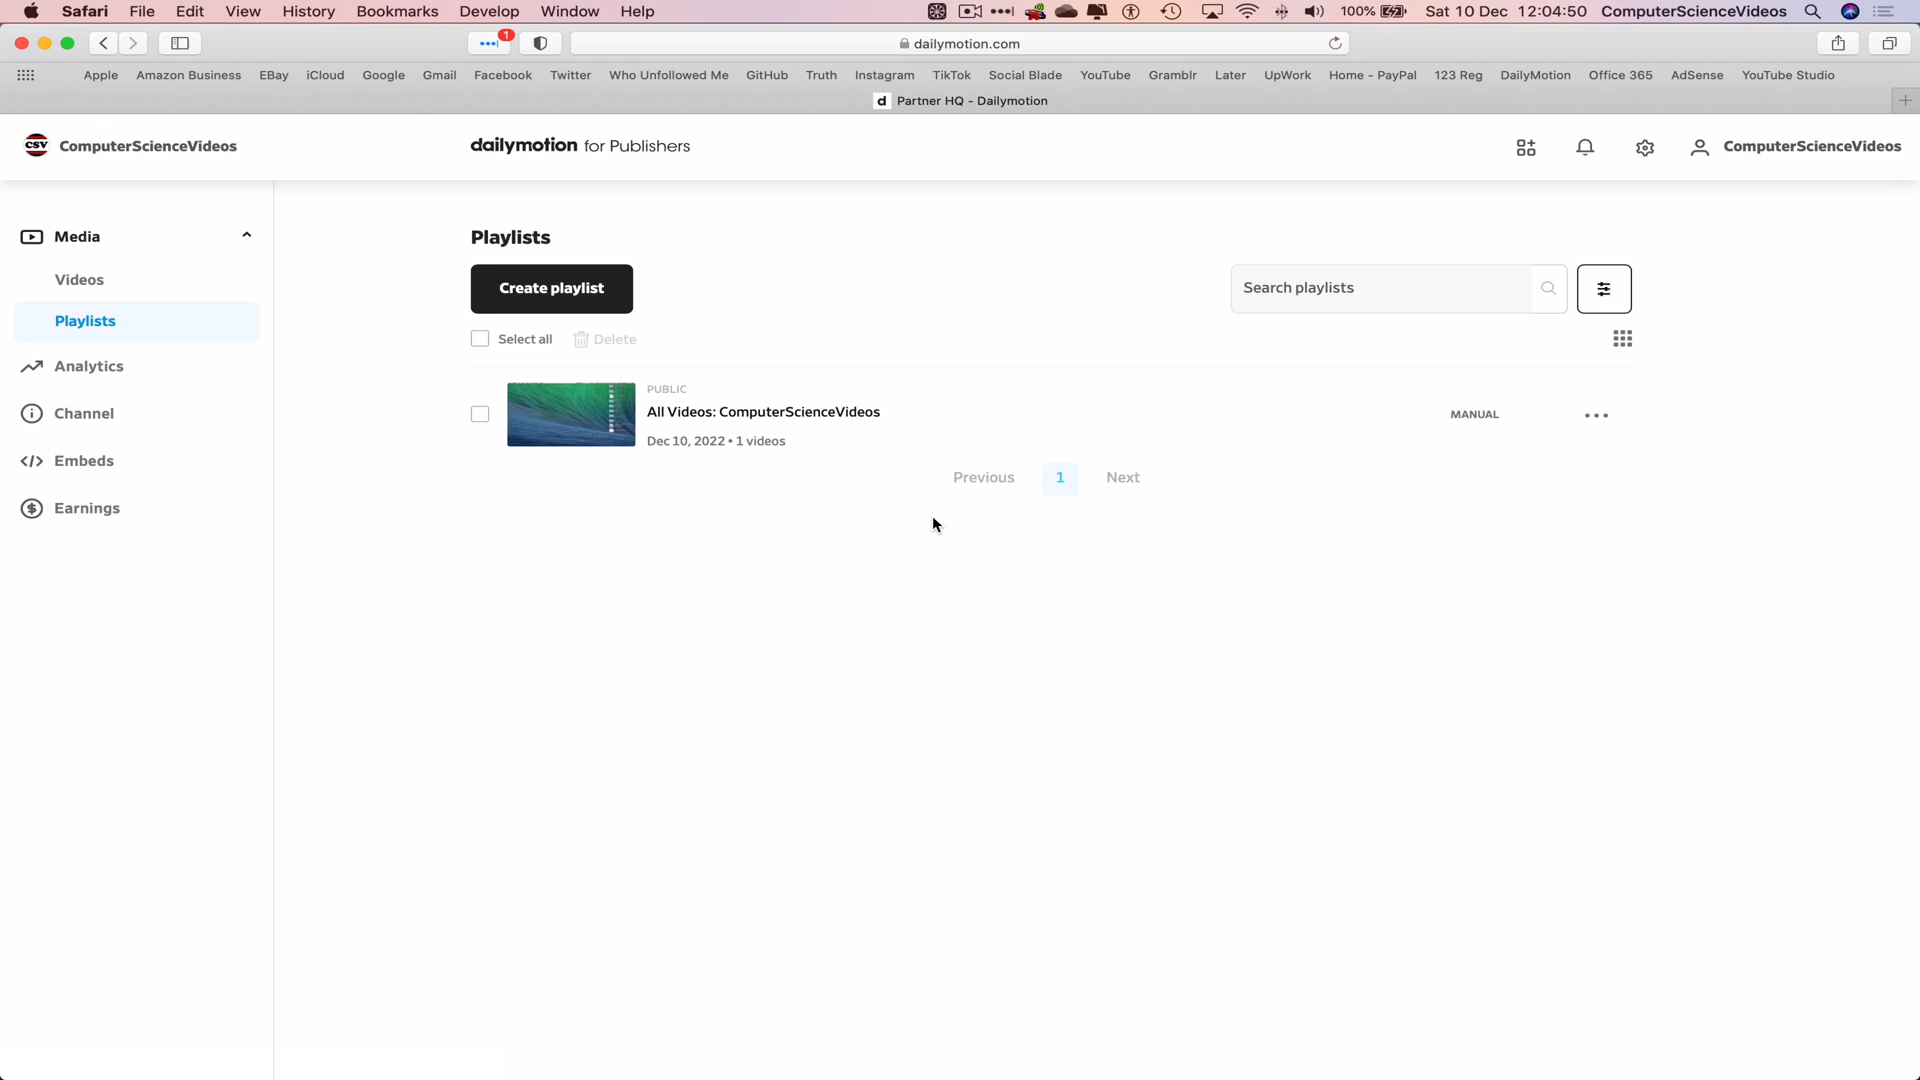 Safari File Edit View History Bookmarks Develop Window Help 100% Sat 10 Dec 12:04:50 ComputerScienceVideos
1
dailymotion.com
Apple Amazon Business EBay iCloud Google Gmail Facebook Twitter Who Unfollowed Me GitHub Truth Instagram TikTok Social Blade YouTube Gramblr Later UpWork Home - PayPal 123 Reg DailyMotion Office 365 AdSense YouTube Studio
d Partner HQ - Dailymotion
CSV ComputerScienceVideos dailymotion for Publishers ComputerScienceVideos
Media
Videos
Playlists
Analytics
Channel
Embeds
Earnings
Playlists
Create playlist Search playlists
Select all Delete
PUBLIC
All Videos: ComputerScienceVideos MANUAL
Dec 10, 2022 • 1 videos
Previous 1 Next